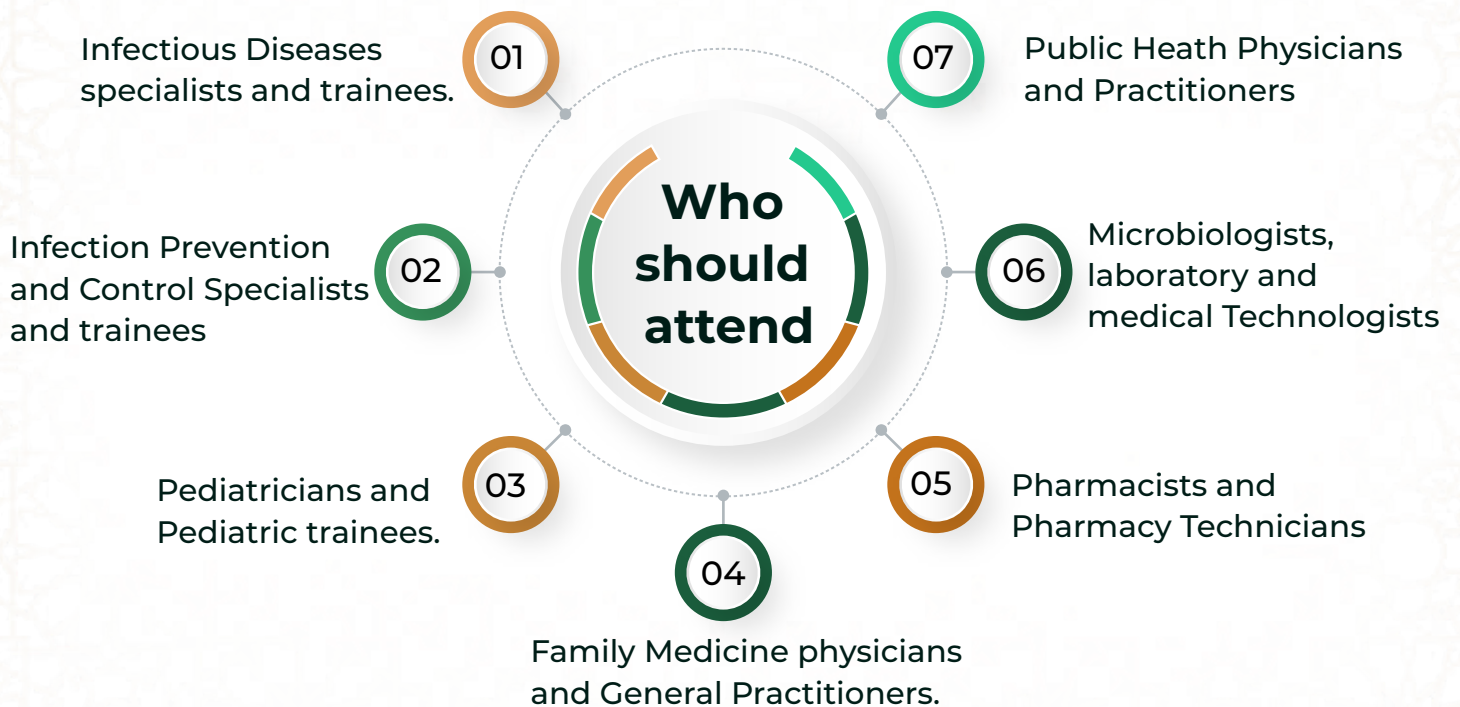 Who
should
attend
01
Infectious Diseases
specialists and trainees.
02
Infection Prevention
and Control Specialists
and trainees
03
Pediatricians and
Pediatric trainees.
04
Family Medicine physicians
and General Practitioners.
05
Pharmacists and
Pharmacy Technicians
06
Microbiologists,
laboratory and
medical Technologists
07
Public Heath Physicians
and Practitioners